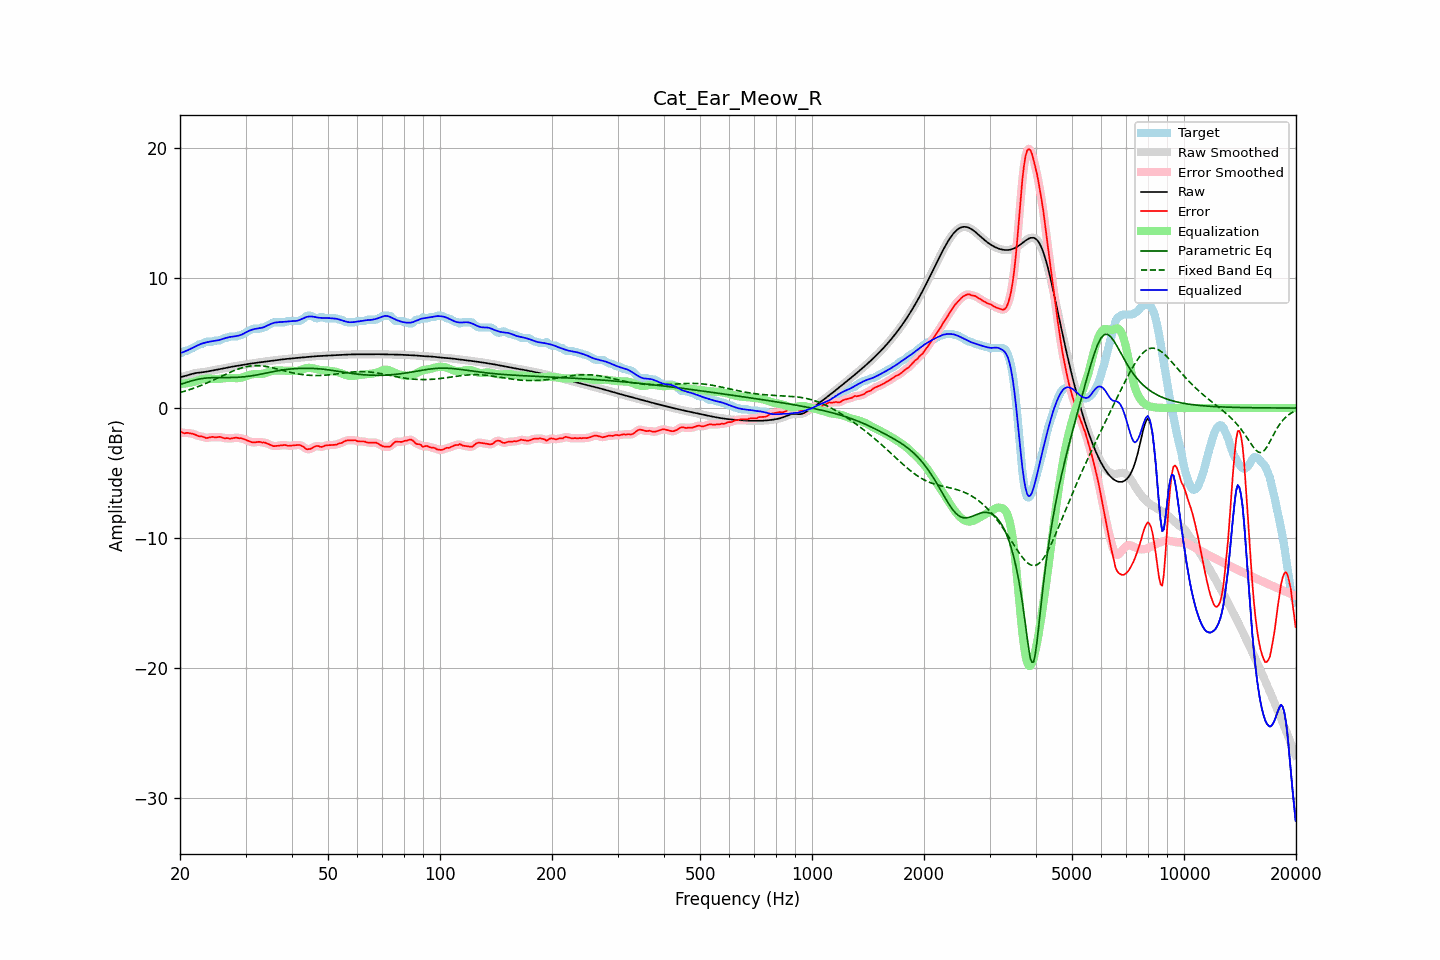 Cat_Ear_Meow_R
Target
Raw Smoothed
Error Smoothed
Raw
Error
Equalization
Parametric Eq
Fixed Band Eq
Equalized
Amplitude (dBr)
20
10
0
−10
−20
−30
20 50 100 200 500 1000 2000 5000 10000 20000
Frequency (Hz)